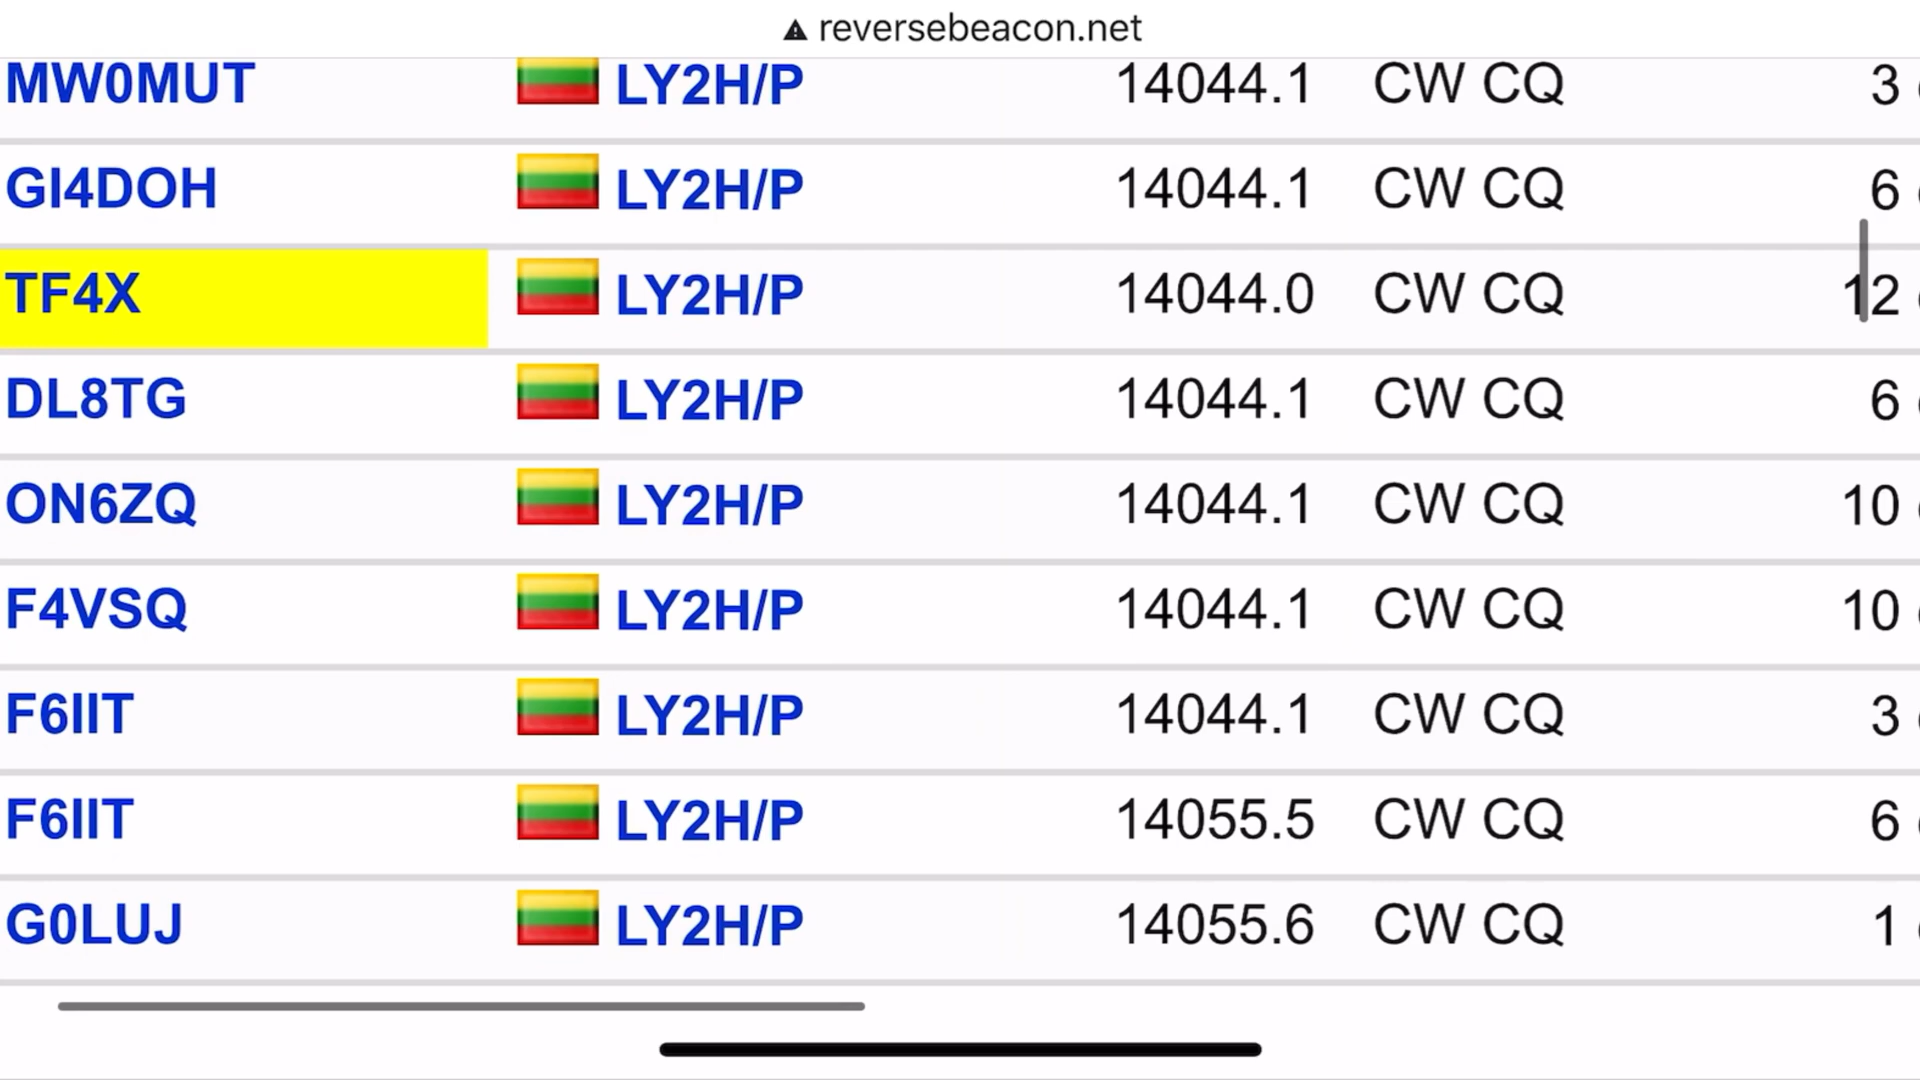 reversebeacon.net
MW0MUT LY2H/P 14044.1 CW CQ 3
GI4DOH LY2H/P 14044.1 CW CQ 6
TF4X LY2H/P 14044.0 CW CQ 12
DL8TG LY2H/P 14044.1 CW CQ 6
ON6ZQ LY2H/P 14044.1 CW CQ 10
F4VSQ LY2H/P 14044.1 CW CQ 10
F6IIT LY2H/P 14044.1 CW CQ 3
F6IIT LY2H/P 14055.5 CW CQ 6
G0LUJ LY2H/P 14055.6 CW CQ 1